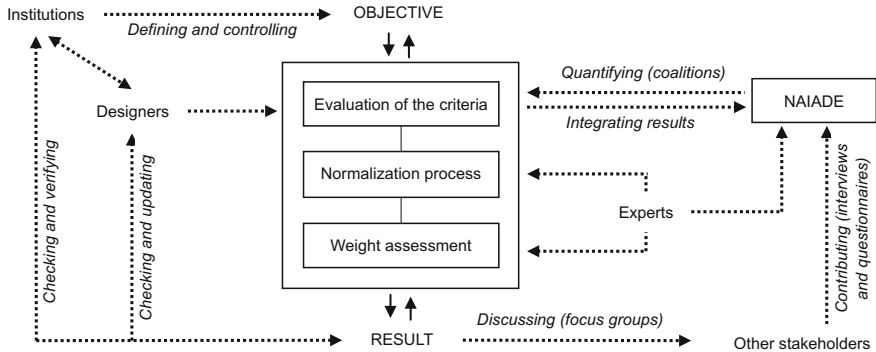 Institutions
Defining and controlling
OBJECTIVE
Quantifying (coalitions)
Evaluation of the criteria
NAIADE
Designers
Integrating results
Normalization process
Experts
Weight assessment
Checking and verifying
Checking and updating
Contributing (interviews
and questionnaires)
RESULT
Discussing (focus groups)
Other stakeholders